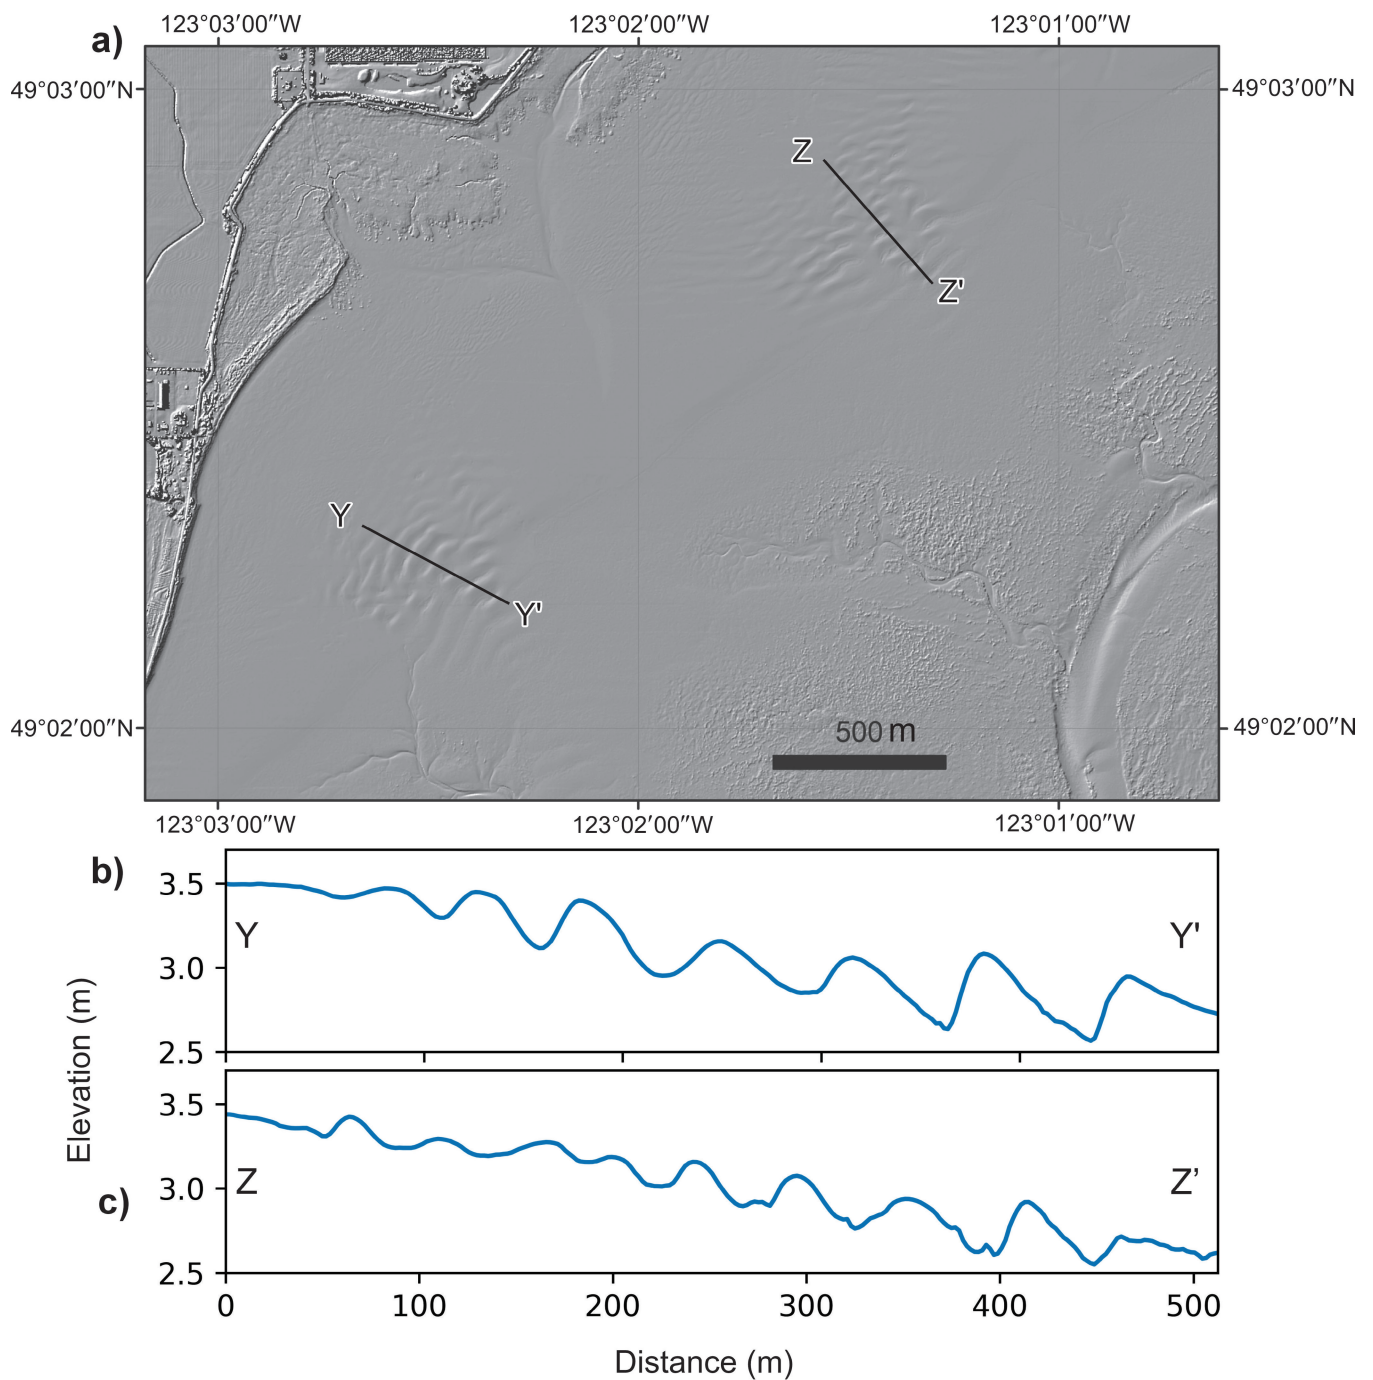 a)
123°03′00″W 123°02′00″W 123°01′00″W
49°03′00″N 49°03′00″N
Z
Z'
Y
Y'
49°02′00″N 49°02′00″N
500 m
123°03′00″W 123°02′00″W 123°01′00″W
b)
3.5
Y Y'
3.0
2.5
Elevation (m)
3.5
Z Z’
3.0
c)
2.5
0 100 200 300 400 500
Distance (m)